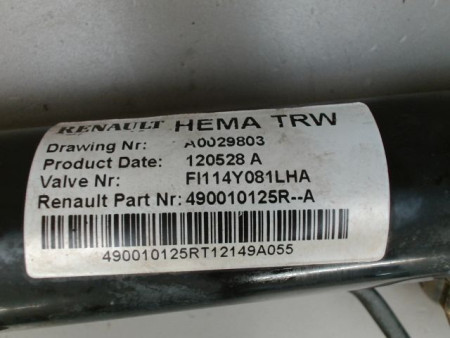 RENAULT HEMA TRW
Drawing Nr: A0029803
Product Date: 120528 A
Valve Nr: FI114Y081LHA
Renault Part Nr: 490010125R--A
490010125RT12149A055